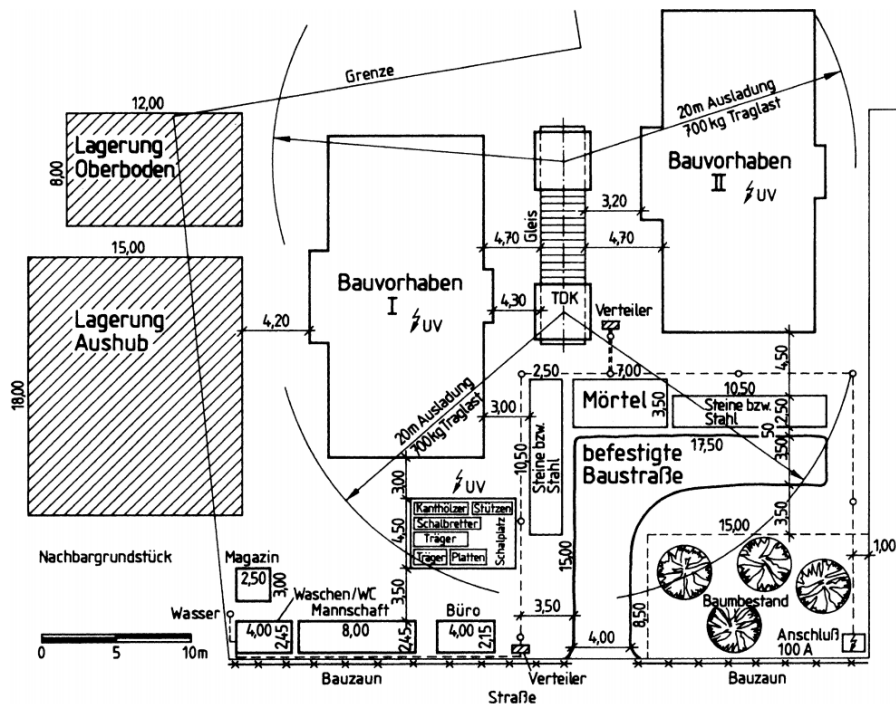 Grenze
12,00
Lagerung
Oberboden
8,00
20m Ausladung
700kg Traglast
Bauvorhaben
II
UV
3,20
Gleis
4,70
4,70
15,00
Bauvorhaben
I
UV
TDK
4,30
Verteiler
Lagerung
Aushub
4,20
18,00
4,50
2,50
7,00
10,50
Mörtel
3,50
Steine bzw.
Stahl
2,50
50
20m Ausladung
700kg Traglast
3,00
10,50
Steine bzw.
Stahl
17,50
befestigte
Baustraße
3,50
3,00
UV
Kanthölzer
Stützen
Schalbretter
Träger
Träger
Platten
Schalplatz
4,50
3,50
15,00
1,00
Nachbargrundstück
Magazin
2,50
3,00
3,50
15,00
Waschen/WC
Mannschaft
Büro
Wasser
4,00
2,45
8,00
2,45
4,00
2,15
3,50
4,00
8,50
Baumbestand
Anschluß
100 A
0
5
10m
Bauzaun
Verteiler
Bauzaun
Straße